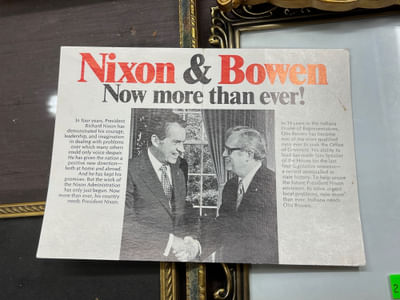 Nixon & Bowen
Now more than ever!
In four years, President
Richard Nixon has
demonstrated his courage,
leadership, and imagination
in dealing with problems
over which many others
could only voice despair.
He has given the nation a
positive new direction—
both at home and abroad.
And he has kept his
promises. But the work of
the Nixon Administration
has only just begun. Now
more than ever, his country
needs President Nixon.
In 14 years in the Indiana
House of Representatives,
Otis Bowen has become
one of the most qualified
men ever to seek the Office
of Governor. His ability to
lead has made him Speaker
of the House for the last
four legislative sessions—
a record unequalled in
state history. To help assure
the future President Nixon
envisions, to solve urgent
local problems, now more
than ever, Indiana needs
Otis Bowen.
2